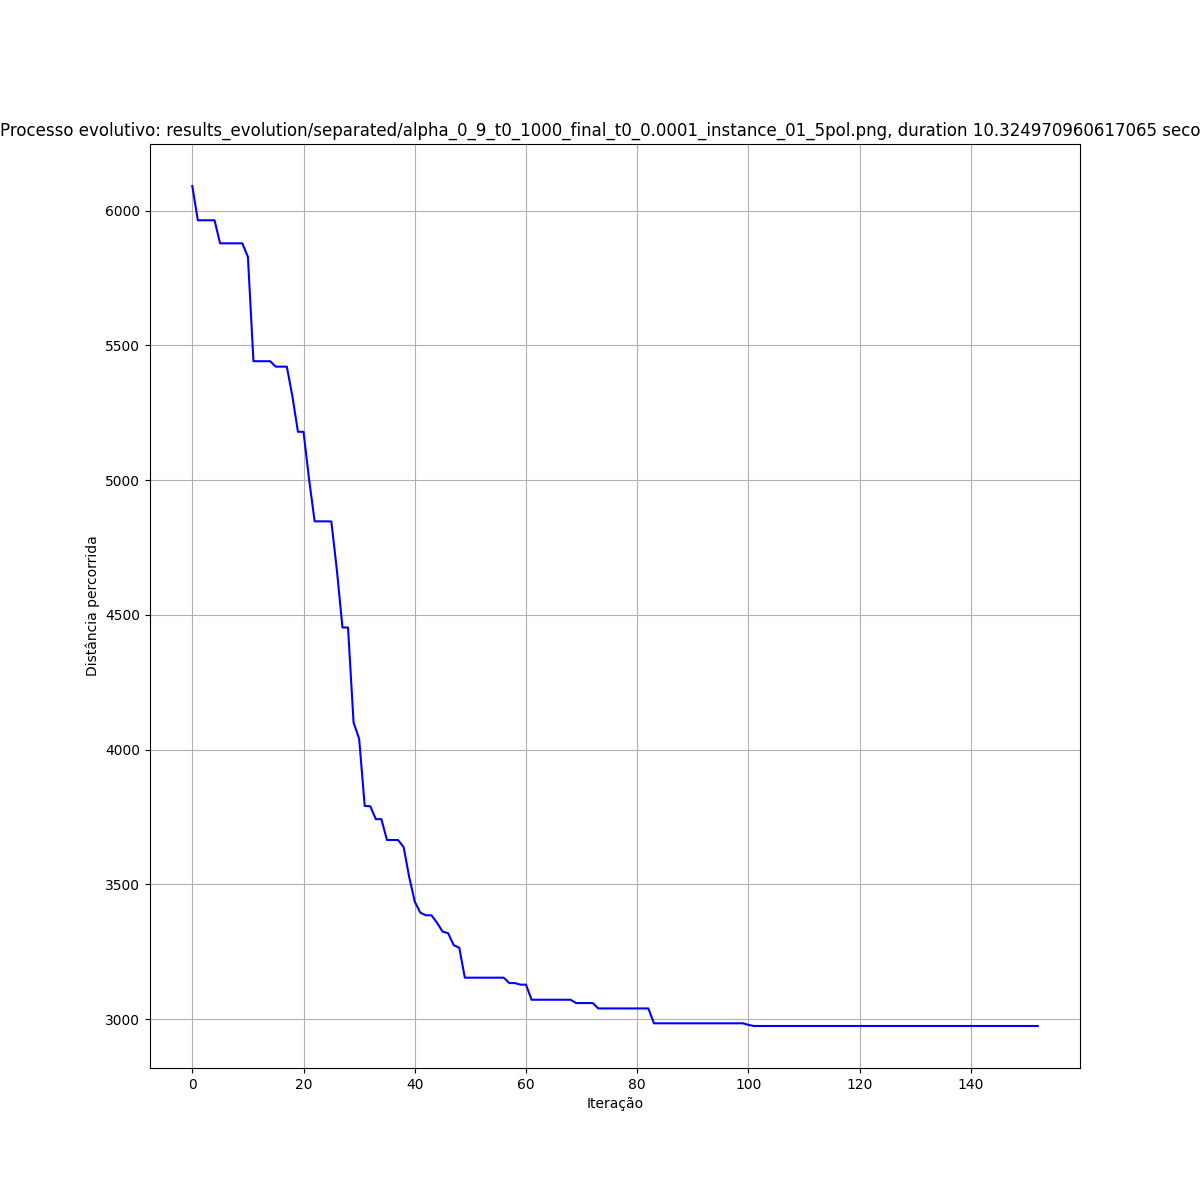 Processo evolutivo: results_evolution/separated/alpha_0_9_t0_1000_final_t0_0.0001_instance_01_5pol.png, duration 10.324970960617065 seco
6000
5500
5000
4500
4000
3500
3000
Distância percorrida
0 20 40 60 80 100 120 140
Iteração